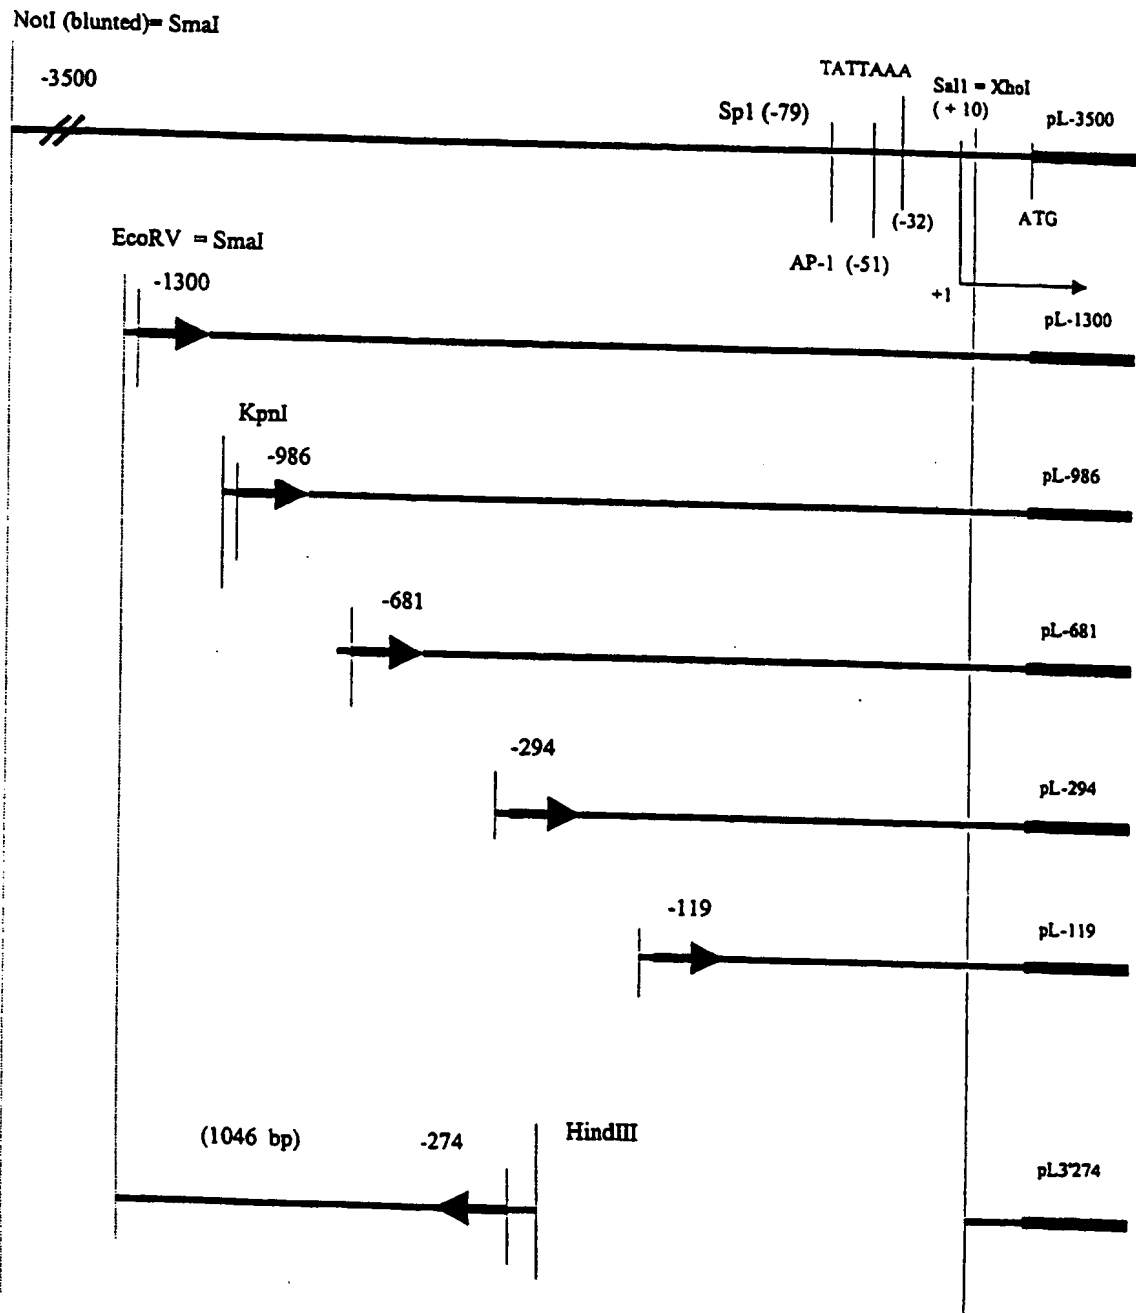 NotI (blunted)= SmaI
-3500
TATTAAA
Sp1 (-79)
Sal1 = XhoI
( + 10)
pL-3500
(-32)
ATG
AP-1 (-51)
+1
EcoRV = SmaI
-1300
pL-1300
KpnI
-986
pL-986
-681
pL-681
-294
pL-294
-119
pL-119
(1046 bp)
-274
HindIII
pL3'274